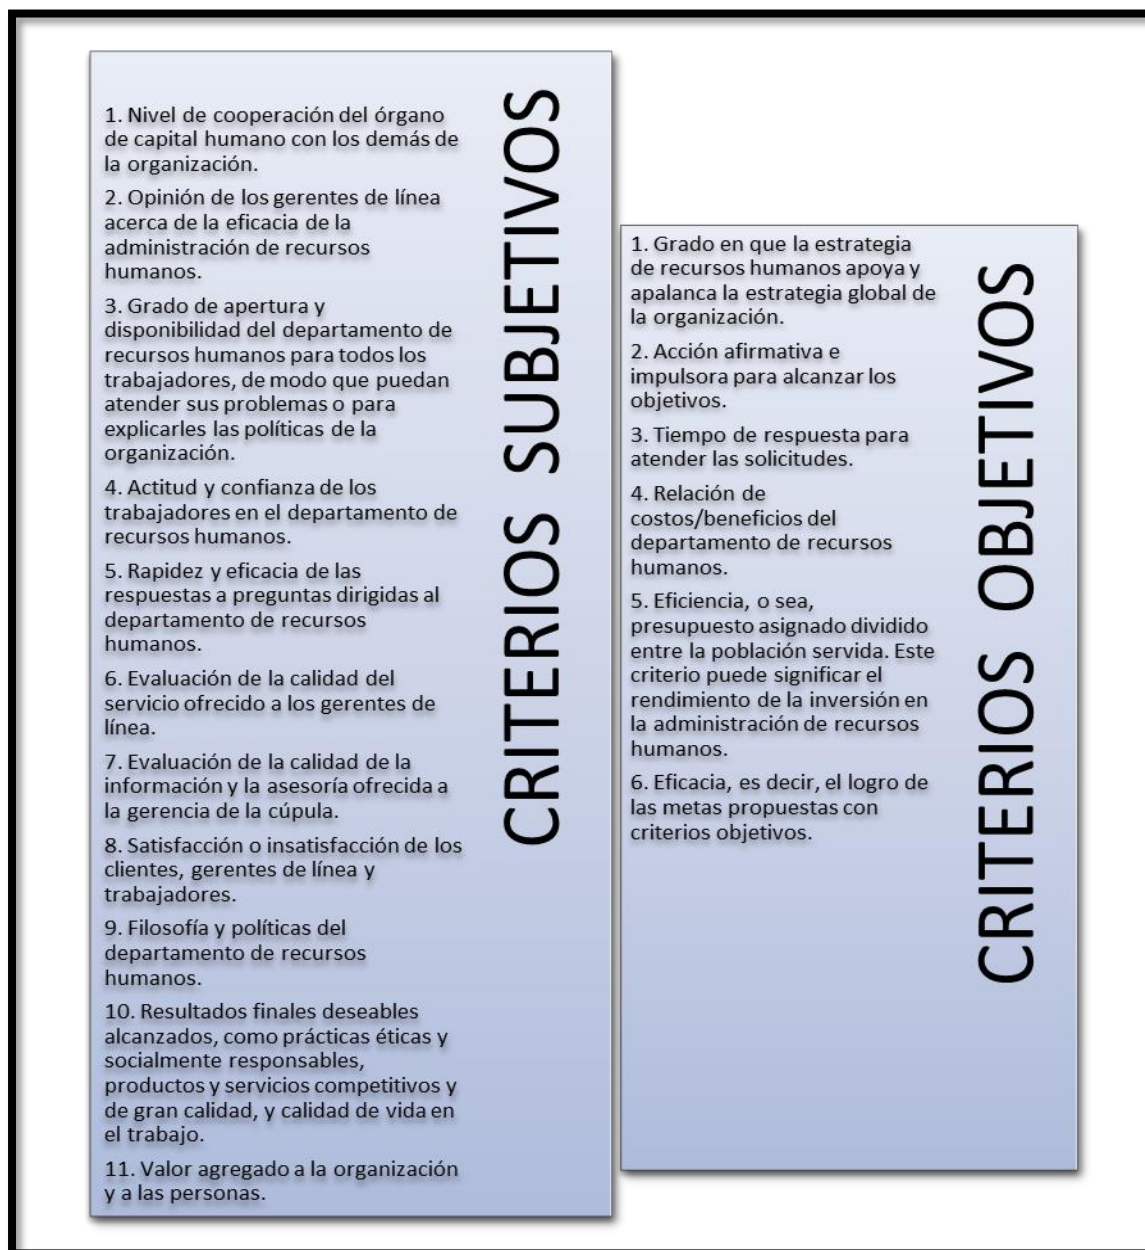 1. Nivel de cooperación del órgano
de capital humano con los demás de
la organización.
2. Opinión de los gerentes de línea
acerca de la eficacia de la
administración de recursos
humanos.
3. Grado de apertura y
disponibilidad del departamento de
recursos humanos para todos los
trabajadores, de modo que puedan
atender sus problemas o para
explicarles las políticas de la
organización.
4. Actitud y confianza de los
trabajadores en el departamento de
recursos humanos.
5. Rapidez y eficacia de las
respuestas a preguntas dirigidas al
departamento de recursos
humanos.
6. Evaluación de la calidad del
servicio ofrecido a los gerentes de
línea.
7. Evaluación de la calidad de la
información y la asesoría ofrecida a
la gerencia de la cúpula.
8. Satisfacción o insatisfacción de los
clientes, gerentes de línea y
trabajadores.
9. Filosofía y políticas del
departamento de recursos
humanos.
10. Resultados finales deseables
alcanzados, como prácticas éticas y
socialmente responsables,
productos y servicios competitivos y
de gran calidad, y calidad de vida en
el trabajo.
11. Valor agregado a la organización
y a las personas.
CRITERIOS SUBJETIVOS
1. Grado en que la estrategia
de recursos humanos apoya y
apalanca la estrategia global de
la organización.
2. Acción afirmativa e
impulsora para alcanzar los
objetivos.
3. Tiempo de respuesta para
atender las solicitudes.
4. Relación de
costos/beneficios del
departamento de recursos
humanos.
5. Eficiencia, o sea,
presupuesto asignado dividido
entre la población servida. Este
criterio puede significar el
rendimiento de la inversión en
la administración de recursos
humanos.
6. Eficacia, es decir, el logro de
las metas propuestas con
criterios objetivos.
CRITERIOS OBJETIVOS